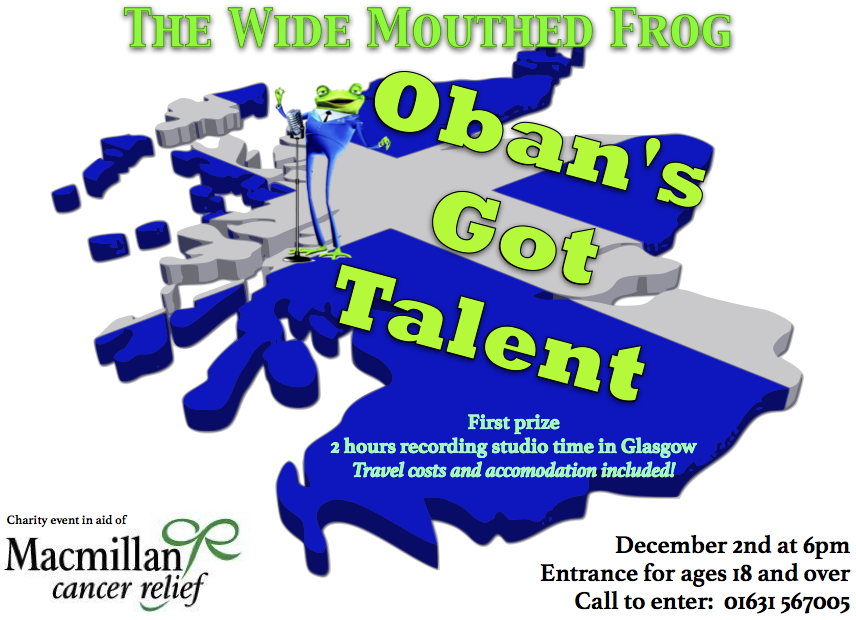 The Wide Mouthed Frog
Oban's
Got
Talent
First prize
2 hours recording studio time in Glasgow
Travel costs and accomodation included!
Charity event in aid of
Macmillan
cancer relief
December 2nd at 6pm
Entrance for ages 18 and over
Call to enter: 01631 567005